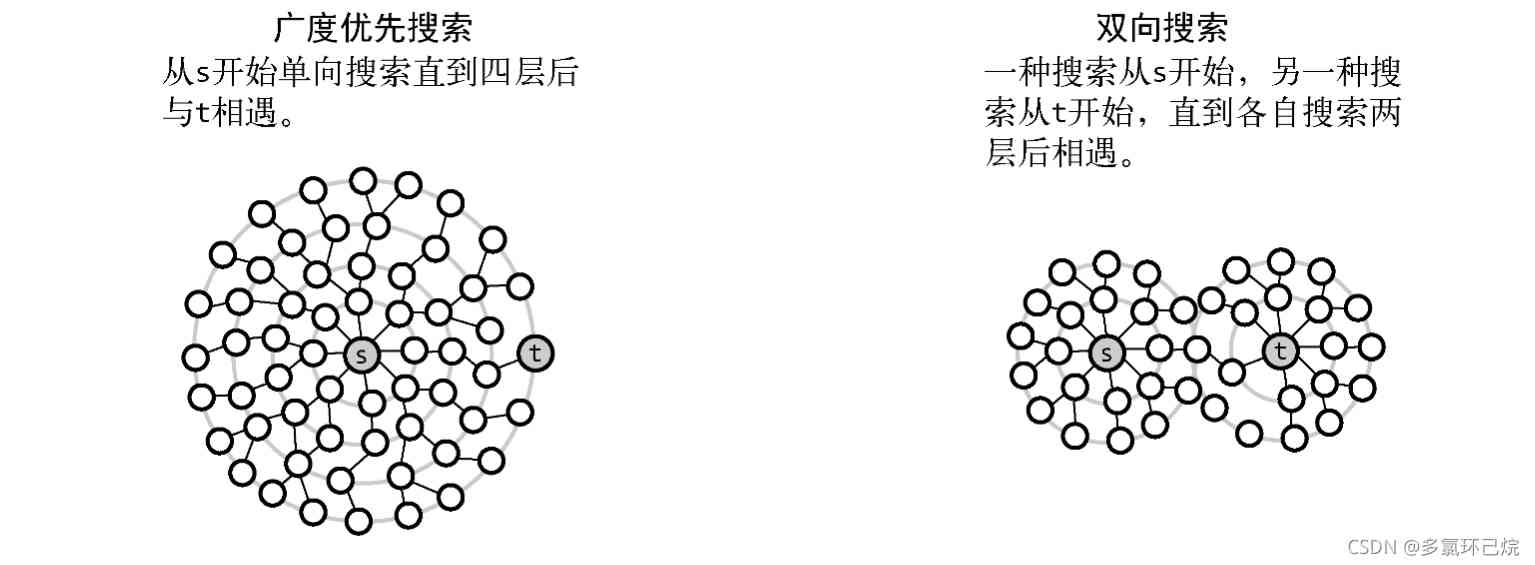 广度优先搜索
从s开始单向搜索直到四层后
与t相遇。
双向搜索
一种搜索从s开始，另一种搜
索从t开始，直到各自搜索两
层后相遇。
s
t
s
t
CSDN @多氯环己烷